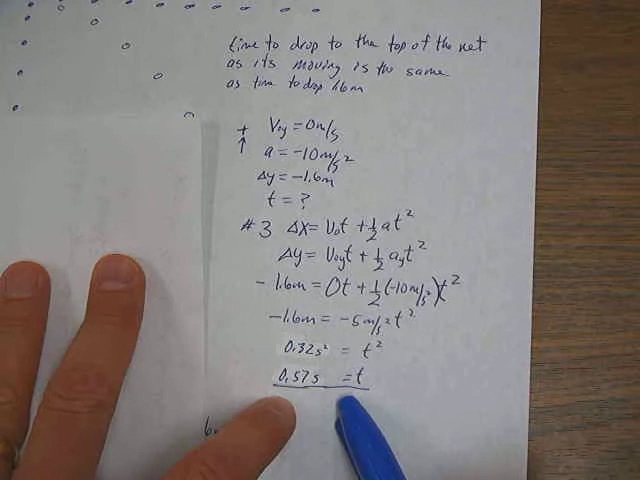 time to drop to the top of the net
as its moving is the same
as time to drop 1.6m
+ V₀y = 0m/s
↑ a = -10m/s²
Δy = -1.6m
t = ?
#3 Δx = V₀t + ½at²
Δy = V₀yt + ½ayt²
-1.6m = 0t + ½(-10m/s²)t²
-1.6m = -5m/s²t²
0.32s² = t²
0.57s = t